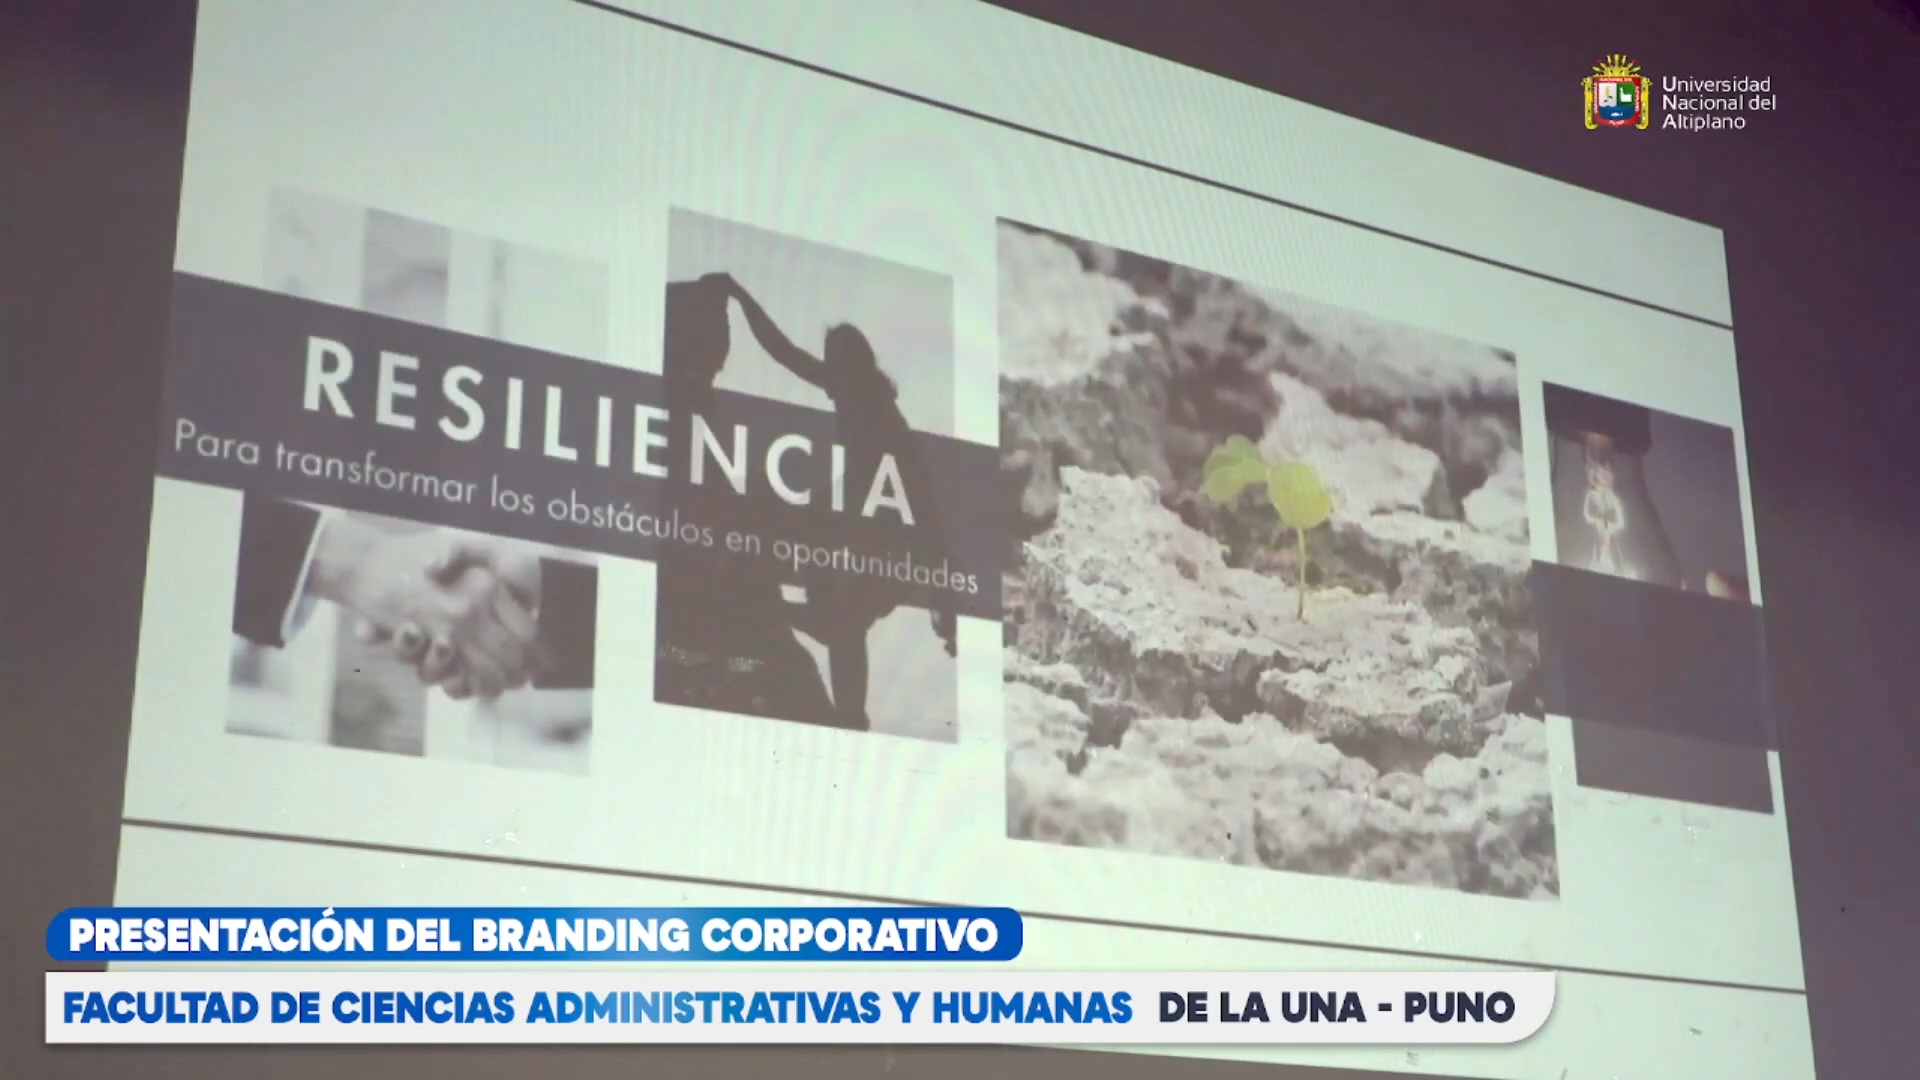 Universidad
Nacional del
Altiplano
RESILIENCIA
Para transformar los obstáculos en oportunidades
PRESENTACIÓN DEL BRANDING CORPORATIVO
FACULTAD DE CIENCIAS ADMINISTRATIVAS Y HUMANAS DE LA UNA - PUNO